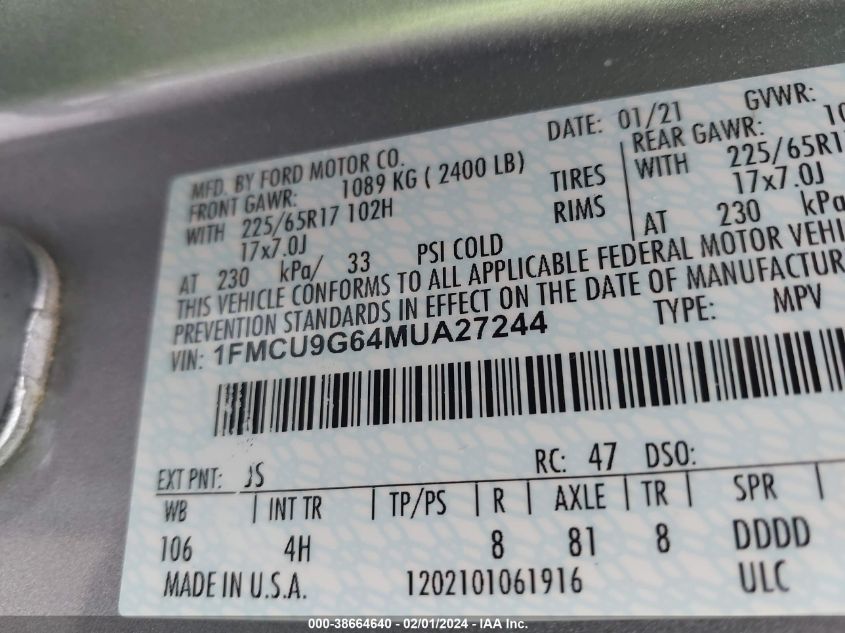 MFD. BY FORD MOTOR CO. DATE: 01/21 GVWR:
FRONT GAWR: 1089 KG ( 2400 LB) REAR GAWR:
WITH 225/65R17 102H TIRES WITH 225/65R1
17x7.0J RIMS 17x7.0J
AT 230 kPa/ 33 PSI COLD AT 230 kPa
THIS VEHICLE CONFORMS TO ALL APPLICABLE FEDERAL MOTOR VEHI
PREVENTION STANDARDS IN EFFECT ON THE DATE OF MANUFACTUR
VIN: 1FMCU9G64MUA27244 TYPE: MPV
EXT PNT: JS RC: 47 DSO:
WB INT TR TP/PS R AXLE TR SPR
106 4H 8 81 8 DDDD
MADE IN U.S.A. 1202101061916 ULC
000-38664640 - 02/01/2024 - IAA Inc.